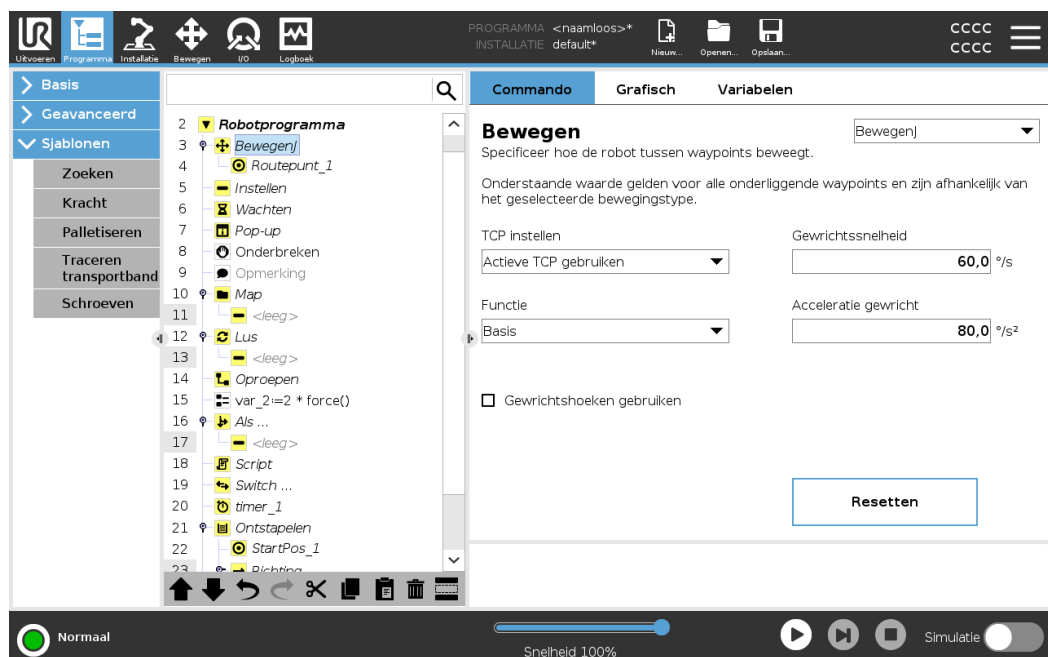 PROGRAMMA <naamloos>*
INSTALLATIE default*
UR
Uitvoeren
Programma
Installatie
Bewegen
I/O
Logboek
Nieuw...
Openen...
Opslaan...
CCCC
CCCC
Basis
Geavanceerd
Sjablonen
Zoeken
Kracht
Palletiseren
Traceren
transportband
Schroeven
2 Robotprogramma
3 BewegenJ
4 Routepunt_1
5 Instellen
6 Wachten
7 Pop-up
8 Onderbreken
9 Opmerking
10 Map
11 <leeg>
12 Lus
13 <leeg>
14 Oproepen
15 var_2:=2 * force()
16 Als ...
17 <leeg>
18 Script
19 Switch ...
20 timer_1
21 Ontstapelen
22 StartPos_1
23 Richting
Commando
Grafisch
Variabelen
Bewegen
BewegenJ
Specificeer hoe de robot tussen waypoints beweegt.
Onderstaande waarde gelden voor alle onderliggende waypoints en zijn afhankelijk van
het geselecteerde bewegingstype.
TCP instellen
Gewrichtssnelheid
Actieve TCP gebruiken
60,0 °/s
Functie
Acceleratie gewricht
Basis
80,0 °/s²
Gewrichtshoeken gebruiken
Resetten
Normaal
Snelheid 100%
Simulatie